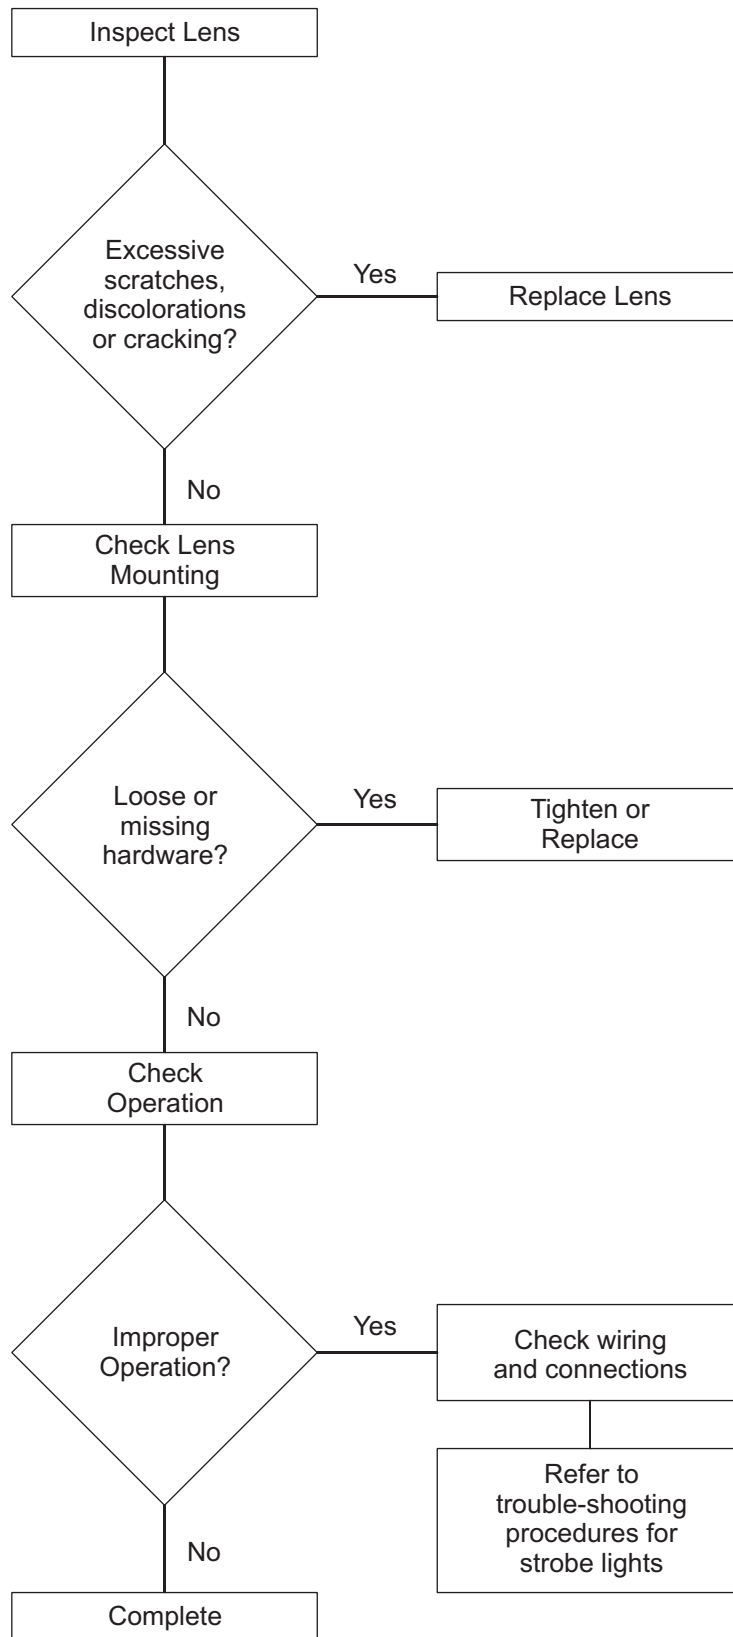 Inspect Lens
Excessive
scratches,
discolorations
or cracking?
Yes
Replace Lens
No
Check Lens
Mounting
Loose or
missing
hardware?
Yes
Tighten or
Replace
No
Check
Operation
Improper
Operation?
Yes
Check wiring
and connections
Refer to
trouble-shooting
procedures for
strobe lights
No
Complete